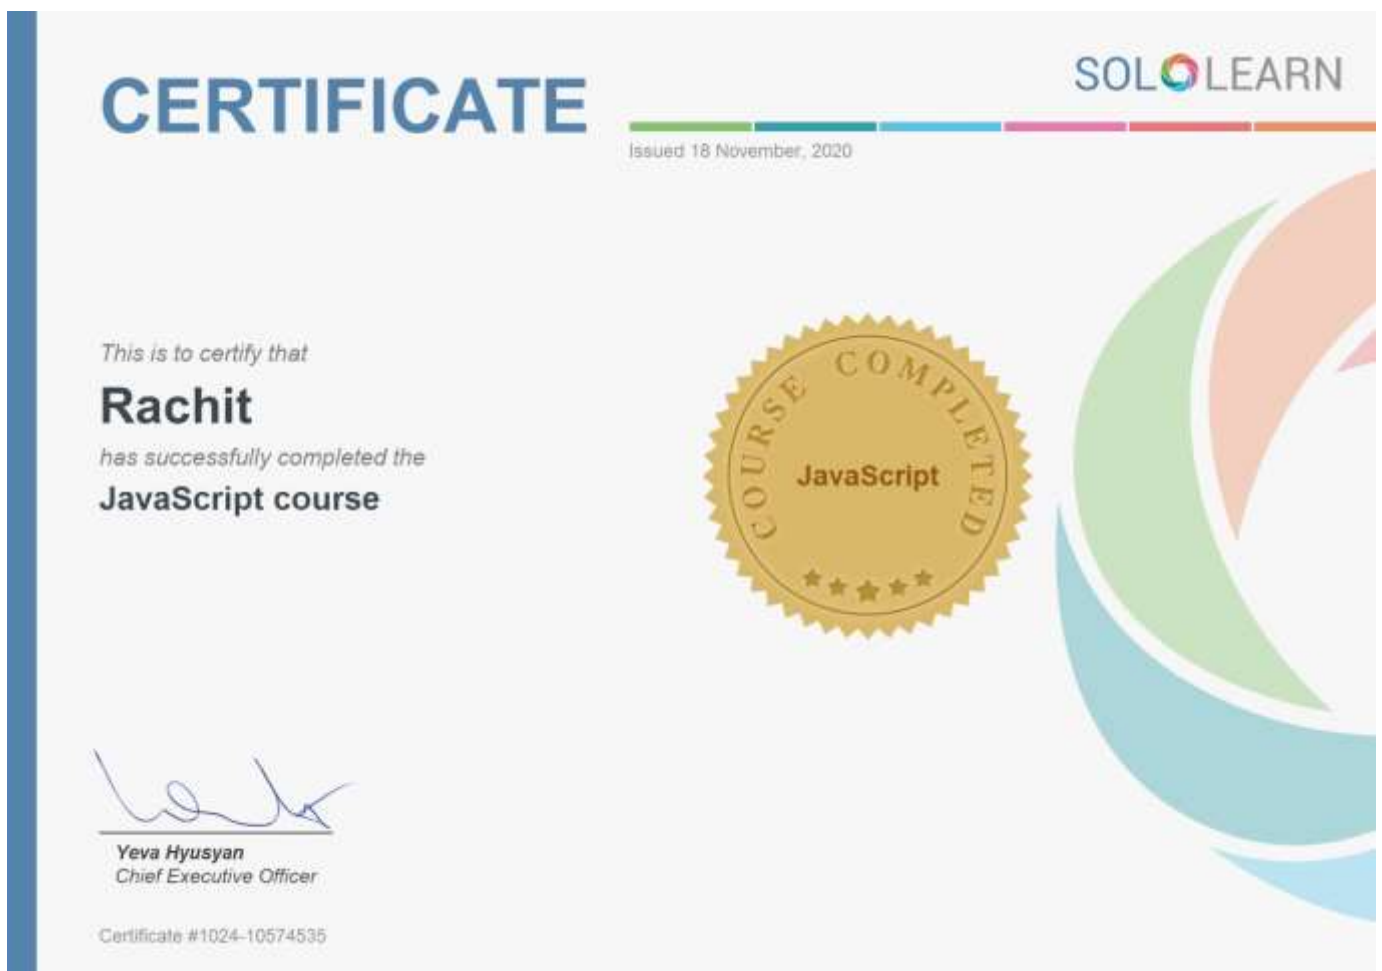 CERTIFICATE
SOLOLEARN
Issued 18 November, 2020
This is to certify that
Rachit
has successfully completed the
JavaScript course
COURSE COMPLETED
JavaScript
Yeva Hyusyan
Chief Executive Officer
Certificate #1024-10574535